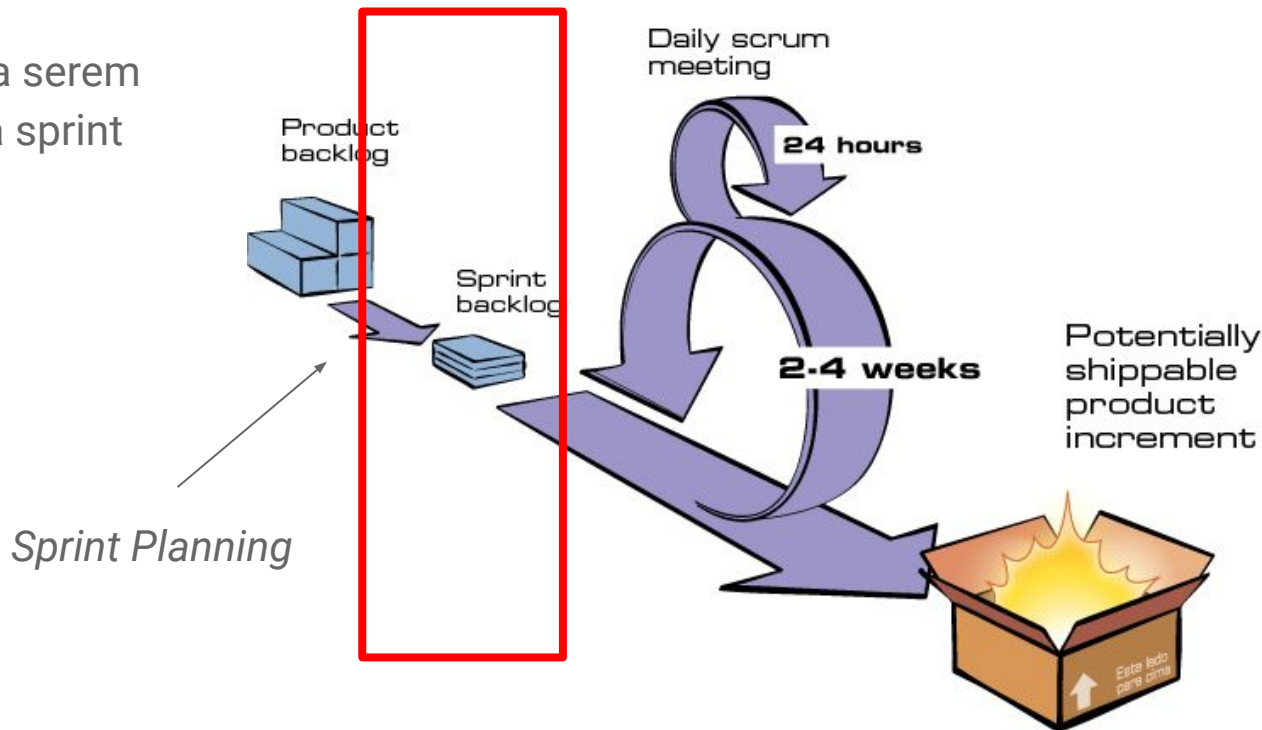 a serem
a sprint
Product
backlog
Daily scrum
meeting
24 hours
Sprint
backlog
2-4 weeks
Potentially
shippable
product
increment
Sprint Planning
Este lado
para cima